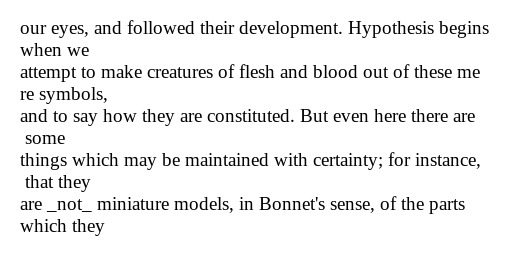 our eyes, and followed their development. Hypothesis begins
when we
attempt to make creatures of flesh and blood out of these me
re symbols,
and to say how they are constituted. But even here there are
some
things which may be maintained with certainty; for instance,
that they
are _not_ miniature models, in Bonnet's sense, of the parts
which they